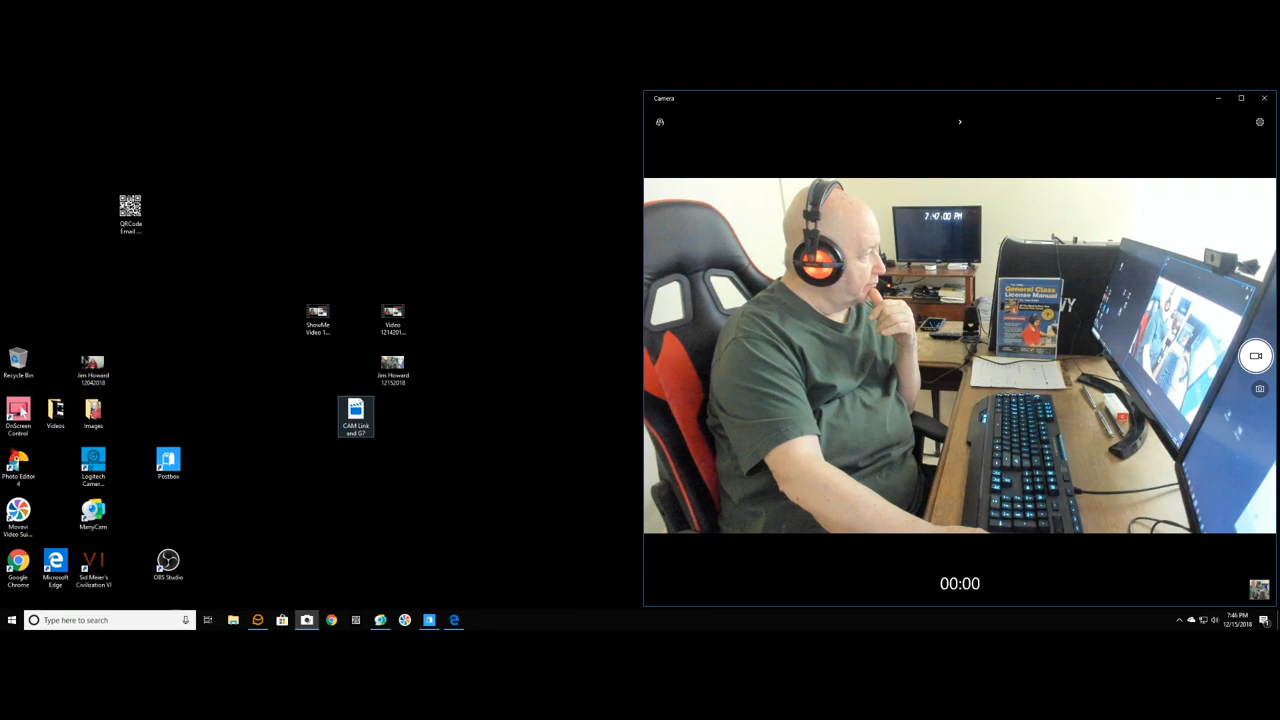 Camera
QRCode
Email ...
ShowMe
Video 1...
Video
1214201...
Recycle Bin
Jim Howard
12042018
Jim Howard
12152018
OnScreen
Control
Videos
Images
CAM Link
and G7
Photo Editor
4
Logitech
Camer...
Postbox
Movavi
Video Sui...
ManyCam
Google
Chrome
Microsoft
Edge
VI
Sid Meier's
Civilization VI
OBS Studio
7:47:00 PM
General Class
License Manual
00:00
Type here to search
7:46 PM
12/15/2018